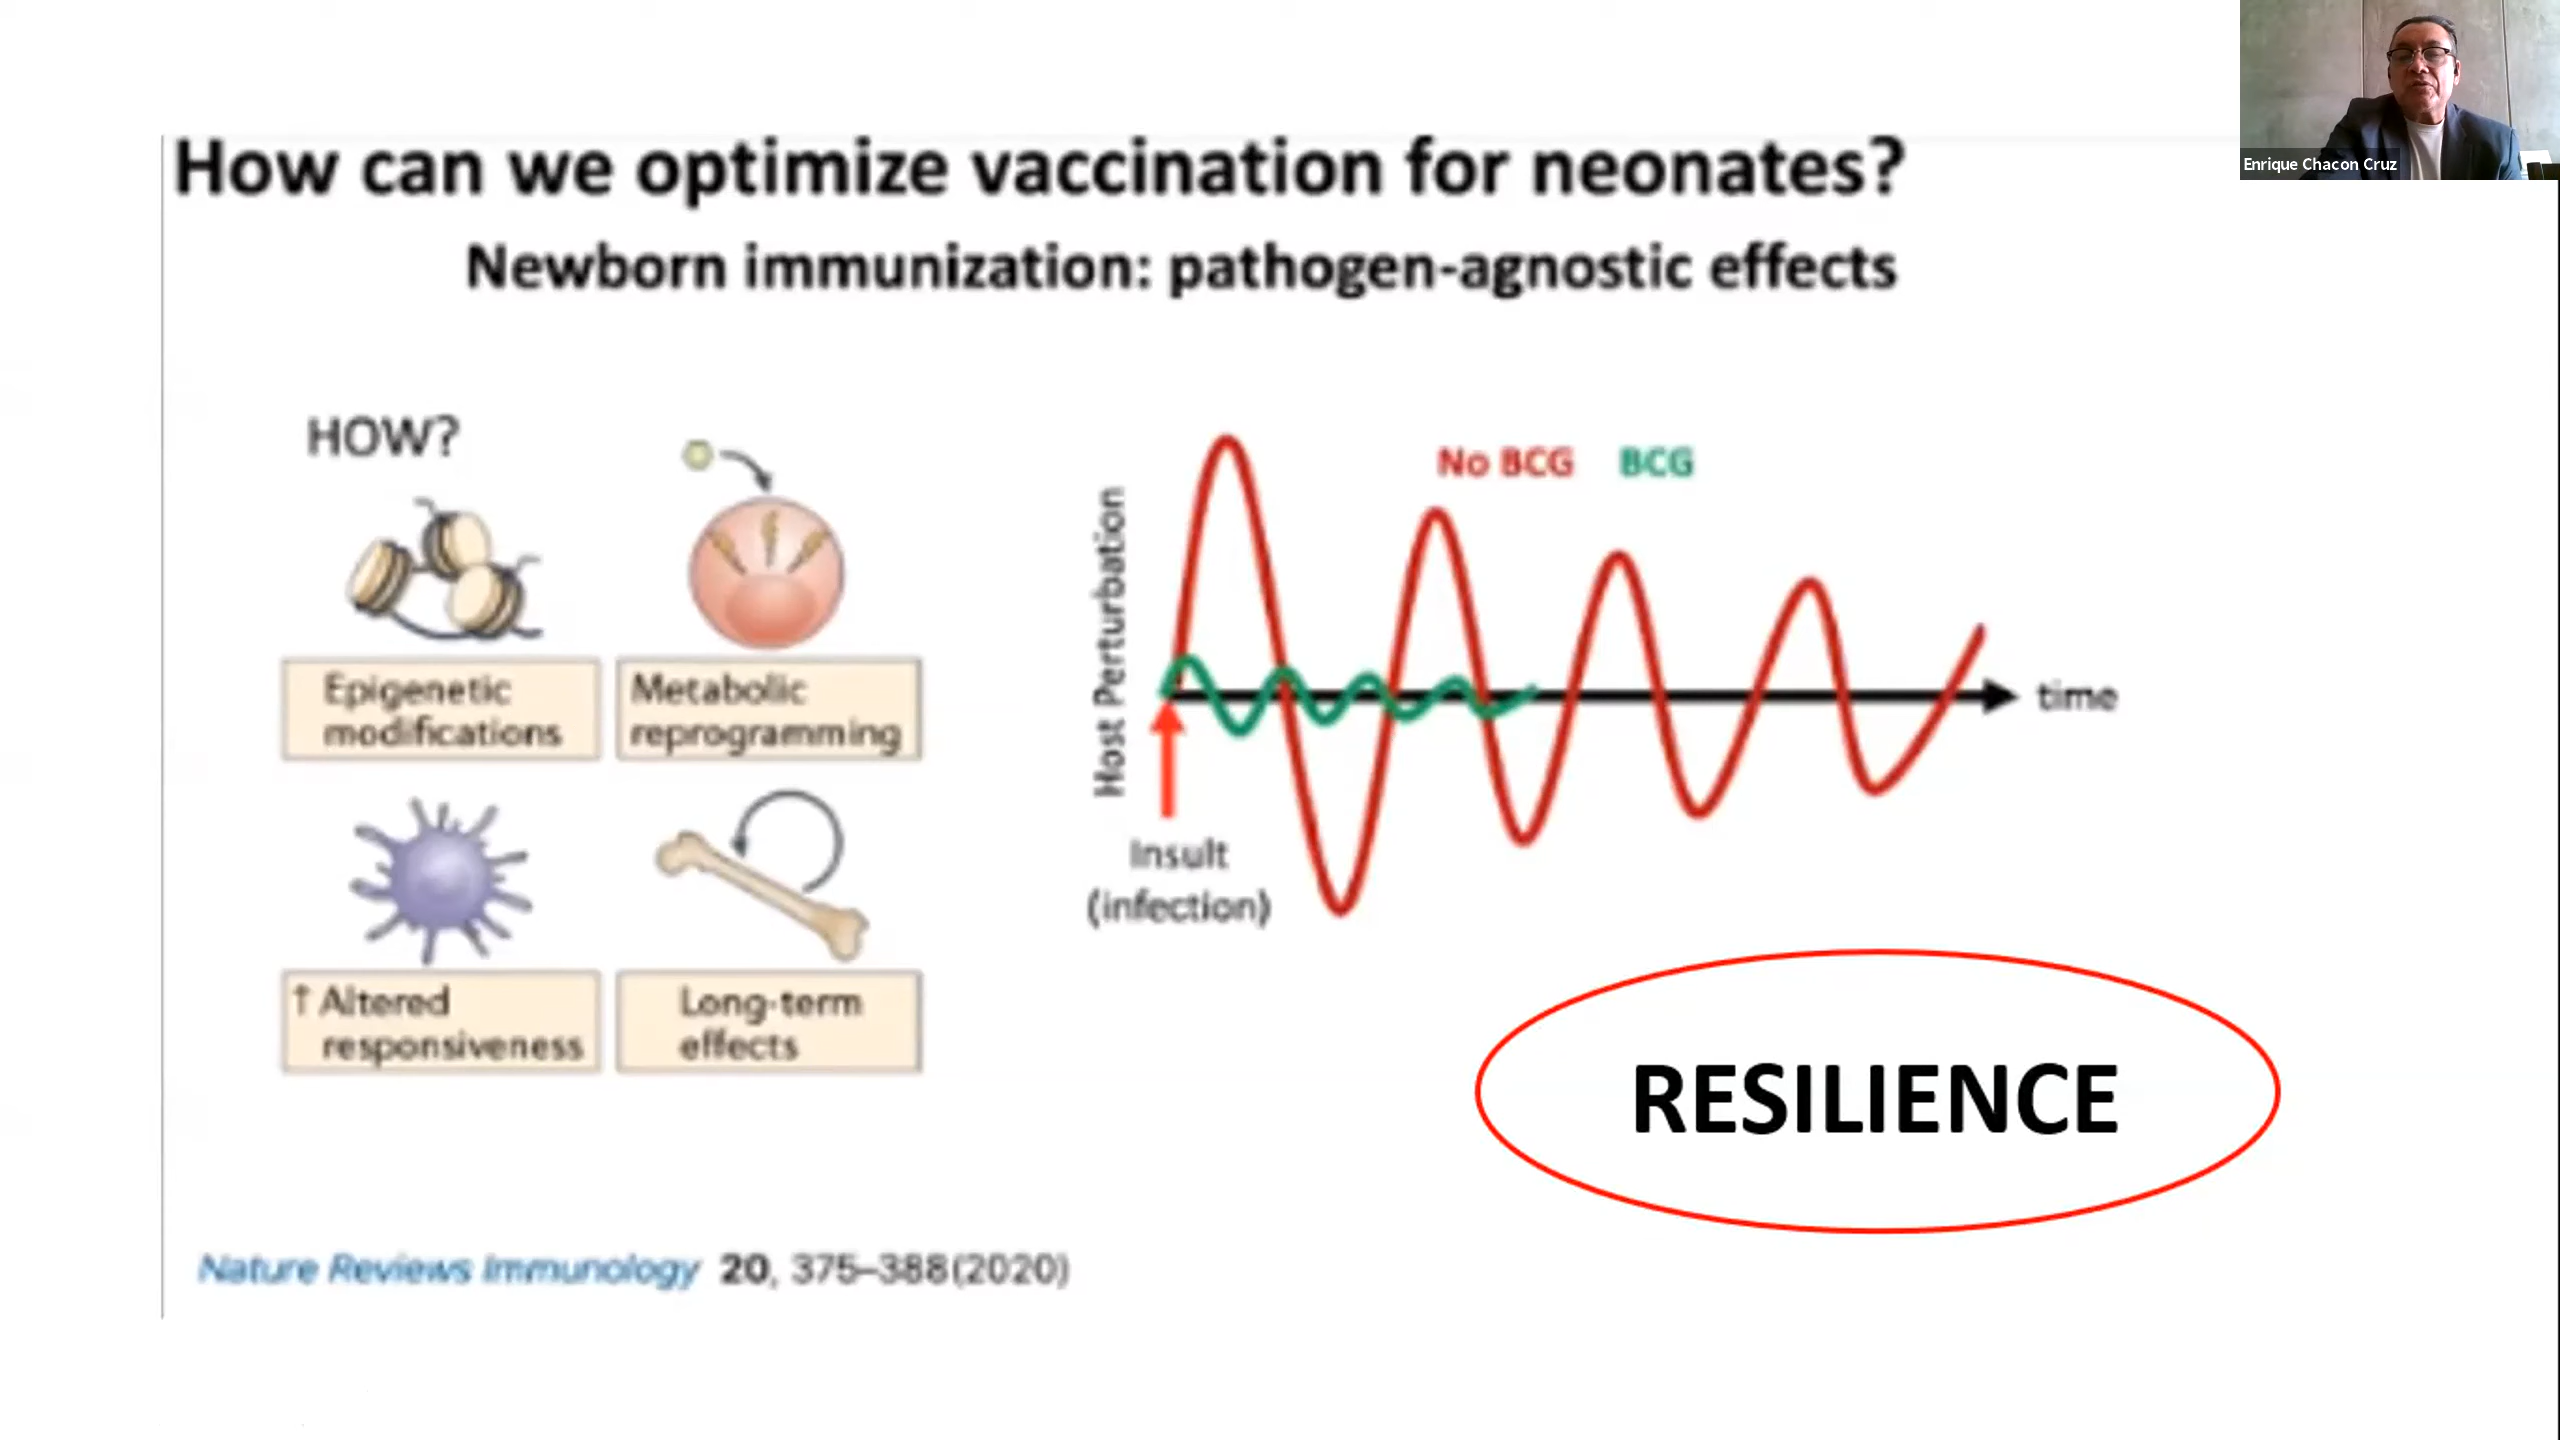 Enrique Chacon Cruz
How can we optimize vaccination for neonates?
Newborn immunization: pathogen-agnostic effects
HOW?
Epigenetic
modifications
Metabolic
reprogramming
↑ Altered
responsiveness
Long-term
effects
No BCG BCG
Host Perturbation
time
Insult
(infection)
RESILIENCE
Nature Reviews Immunology 20, 375–388(2020)